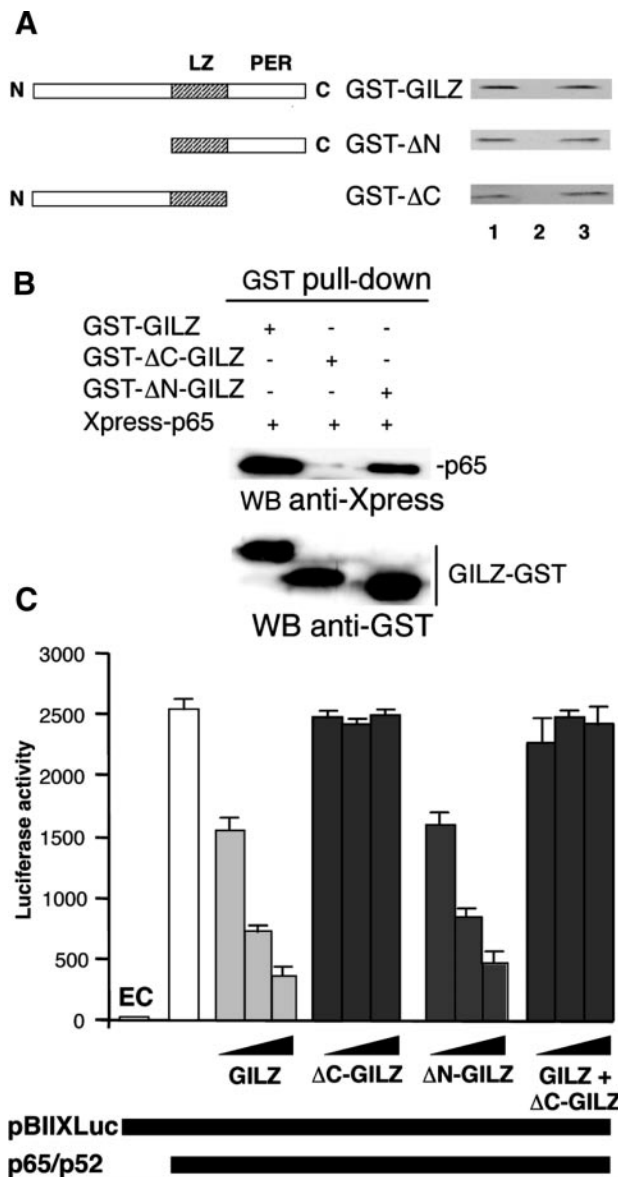 A
LZ PER
N C GST-GILZ
C GST-ΔN
N GST-ΔC
1 2 3
B
GST pull-down
GST-GILZ + - -
GST-ΔC-GILZ - + -
GST-ΔN-GILZ - - +
Xpress-p65 + + +
-p65
WB anti-Xpress
GILZ-GST
WB anti-GST
C
Luciferase activity
3000
2500
2000
1500
1000
500
0
EC
GILZ ΔC-GILZ ΔN-GILZ GILZ +
ΔC-GILZ
pBIIXLuc
p65/p52